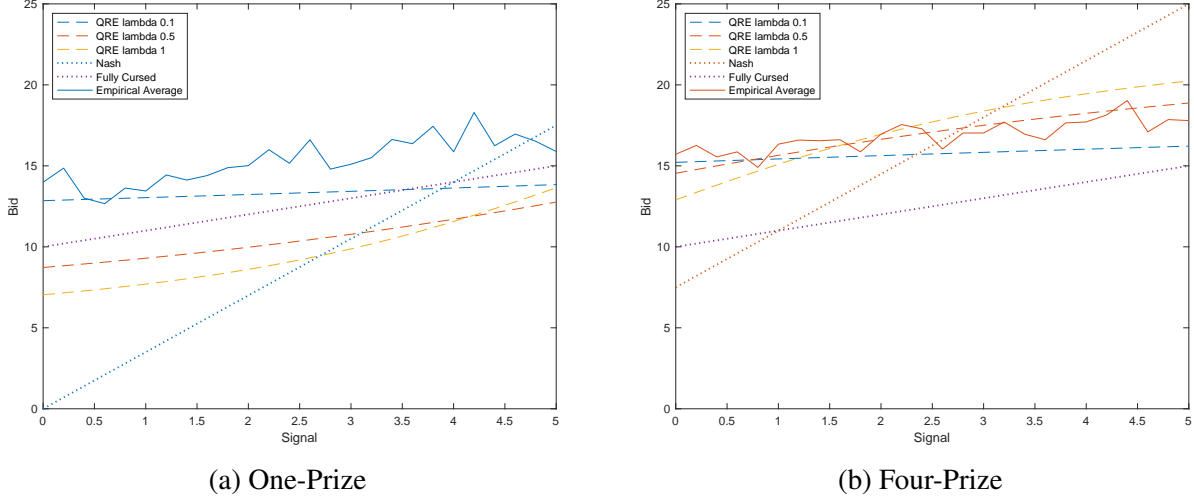 25
20
15
10
5
0
Bid
QRE lambda 0.1
QRE lambda 0.5
QRE lambda 1
Nash
Fully Cursed
Empirical Average
0 0.5 1 1.5 2 2.5 3 3.5 4 4.5 5
Signal
(a) One-Prize
25
20
15
10
5
0
Bid
QRE lambda 0.1
QRE lambda 0.5
QRE lambda 1
Nash
Fully Cursed
Empirical Average
0 0.5 1 1.5 2 2.5 3 3.5 4 4.5 5
Signal
(b) Four-Prize